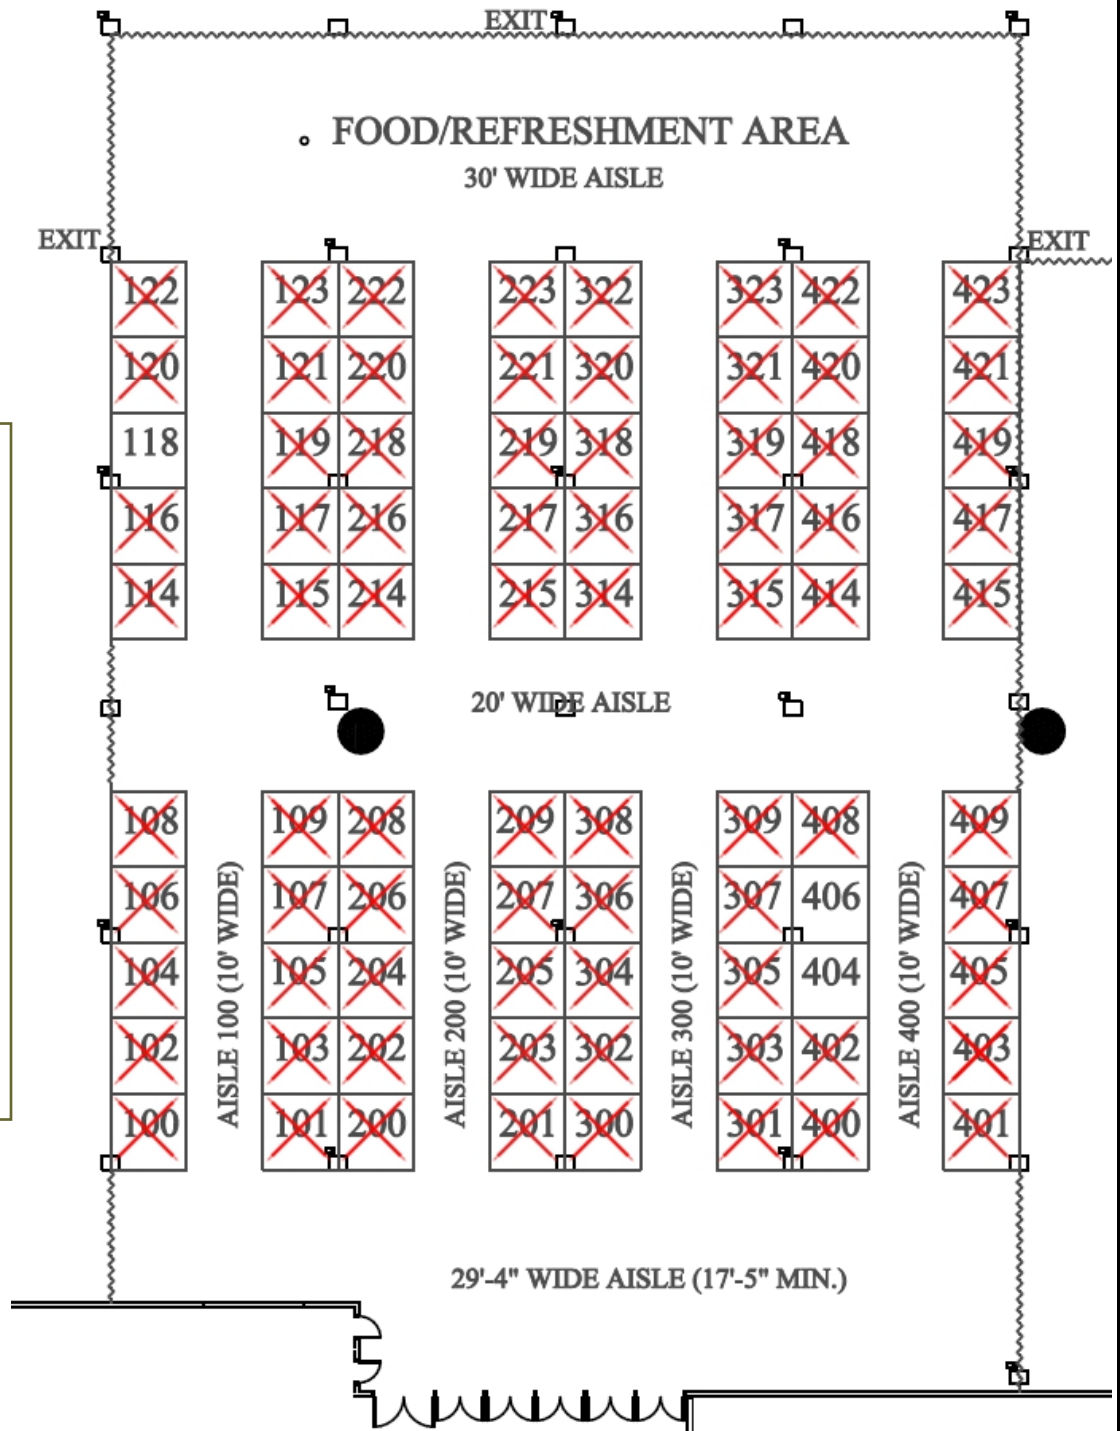 EXIT
FOOD/REFRESHMENT AREA
30' WIDE AISLE
EXIT
EXIT
122 123 222 223 322 323 422 423
120 121 220 221 320 321 420 421
118 119 218 219 318 319 418 419
116 117 216 217 316 317 416 417
114 115 214 215 314 315 414 415
20' WIDE AISLE
108 109 208 209 308 309 408 409
106 107 206 207 306 307 406 407
104 105 204 205 304 305 404 405
102 103 202 203 302 303 402 403
100 101 200 201 300 301 400 401
AISLE 100 (10' WIDE)
AISLE 200 (10' WIDE)
AISLE 300 (10' WIDE)
AISLE 400 (10' WIDE)
29'-4" WIDE AISLE (17'-5" MIN.)